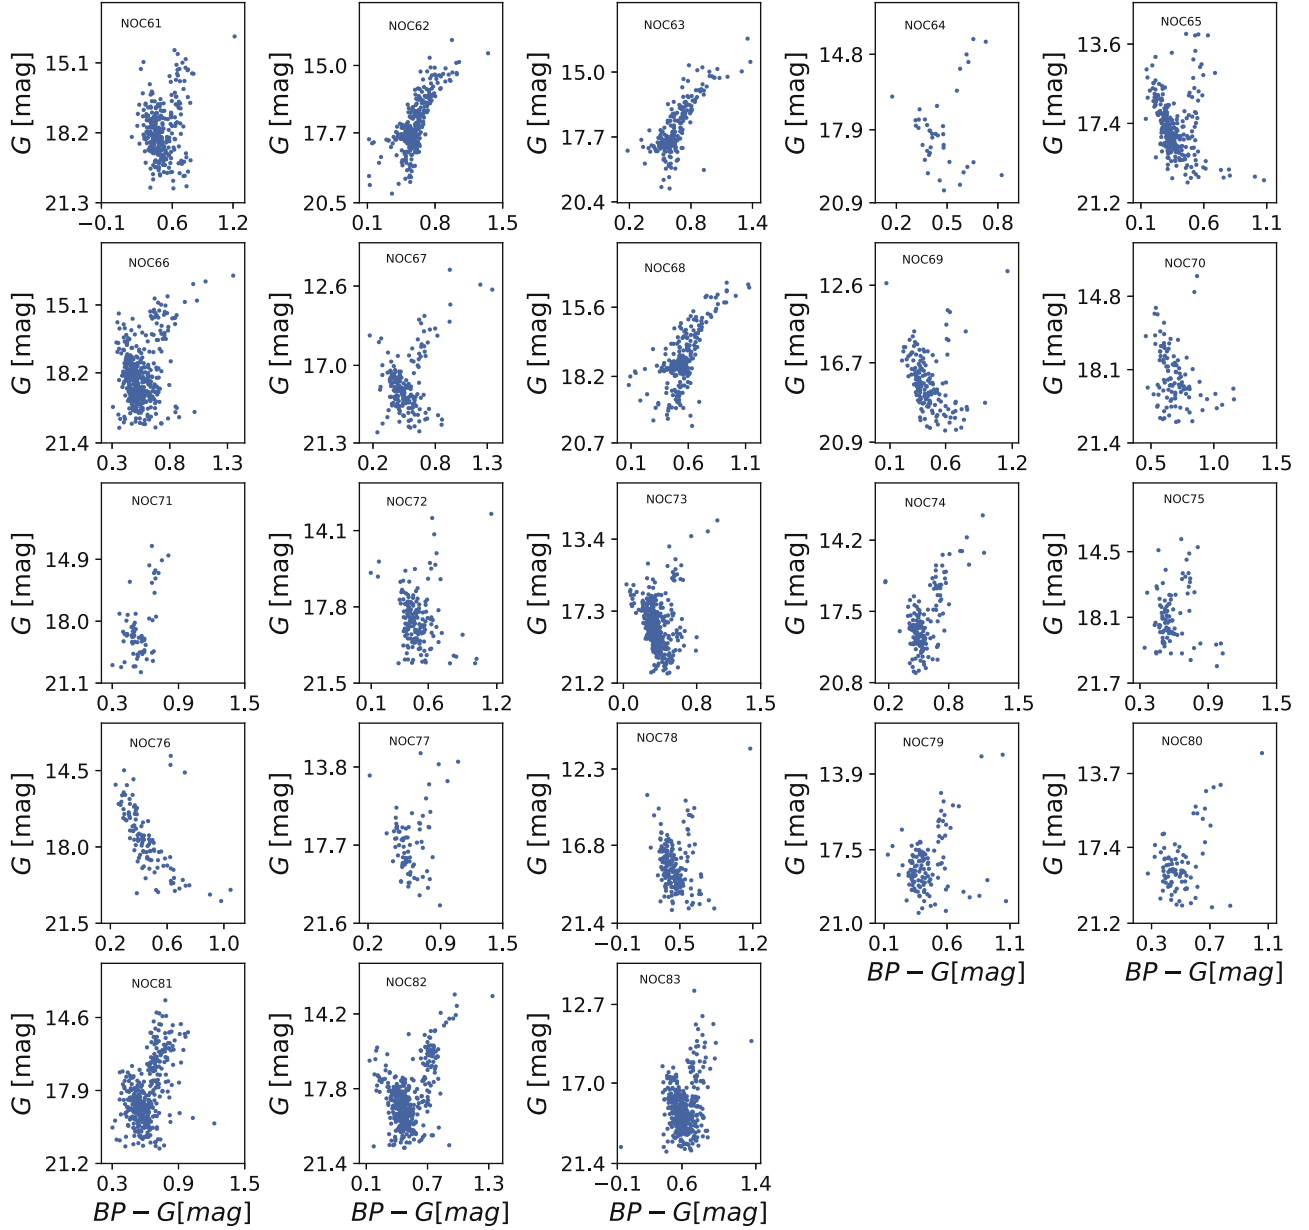 NOC61
G [mag]
15.1
18.2
21.3
−0.1 0.6 1.2
NOC62
G [mag]
15.0
17.7
20.5
0.1 0.8 1.5
NOC63
G [mag]
15.0
17.7
20.4
0.2 0.8 1.4
NOC64
G [mag]
14.8
17.9
20.9
0.2 0.5 0.8
NOC65
G [mag]
13.6
17.4
21.2
0.1 0.6 1.1
NOC66
G [mag]
15.1
18.2
21.4
0.3 0.8 1.3
NOC67
G [mag]
12.6
17.0
21.3
0.2 0.8 1.3
NOC68
G [mag]
15.6
18.2
20.7
0.1 0.6 1.1
NOC69
G [mag]
12.6
16.7
20.9
0.1 0.6 1.2
NOC70
G [mag]
14.8
18.1
21.4
0.5 1.0 1.5
NOC71
G [mag]
14.9
18.0
21.1
0.3 0.9 1.5
NOC72
G [mag]
14.1
17.8
21.5
0.1 0.6 1.2
NOC73
G [mag]
13.4
17.3
21.2
0.0 0.8 1.6
NOC74
G [mag]
14.2
17.5
20.8
0.2 0.8 1.5
NOC75
G [mag]
14.5
18.1
21.7
0.4 0.9 1.5
NOC76
G [mag]
14.5
18.0
21.5
0.2 0.6 1.0
NOC77
G [mag]
13.8
17.7
21.6
0.2 0.9 1.5
NOC78
G [mag]
12.3
16.8
21.4
−0.1 0.5 1.2
NOC79
G [mag]
13.9
17.5
21.0
0.1 0.6 1.1
BP − G[mag]
NOC80
G [mag]
13.7
17.4
21.2
0.3 0.7 1.1
BP − G[mag]
NOC81
G [mag]
14.6
17.9
21.2
0.3 0.9 1.5
BP − G[mag]
NOC82
G [mag]
14.2
17.8
21.4
0.1 0.7 1.3
BP − G[mag]
NOC83
G [mag]
12.7
17.0
21.4
−0.1 0.6 1.4
BP − G[mag]